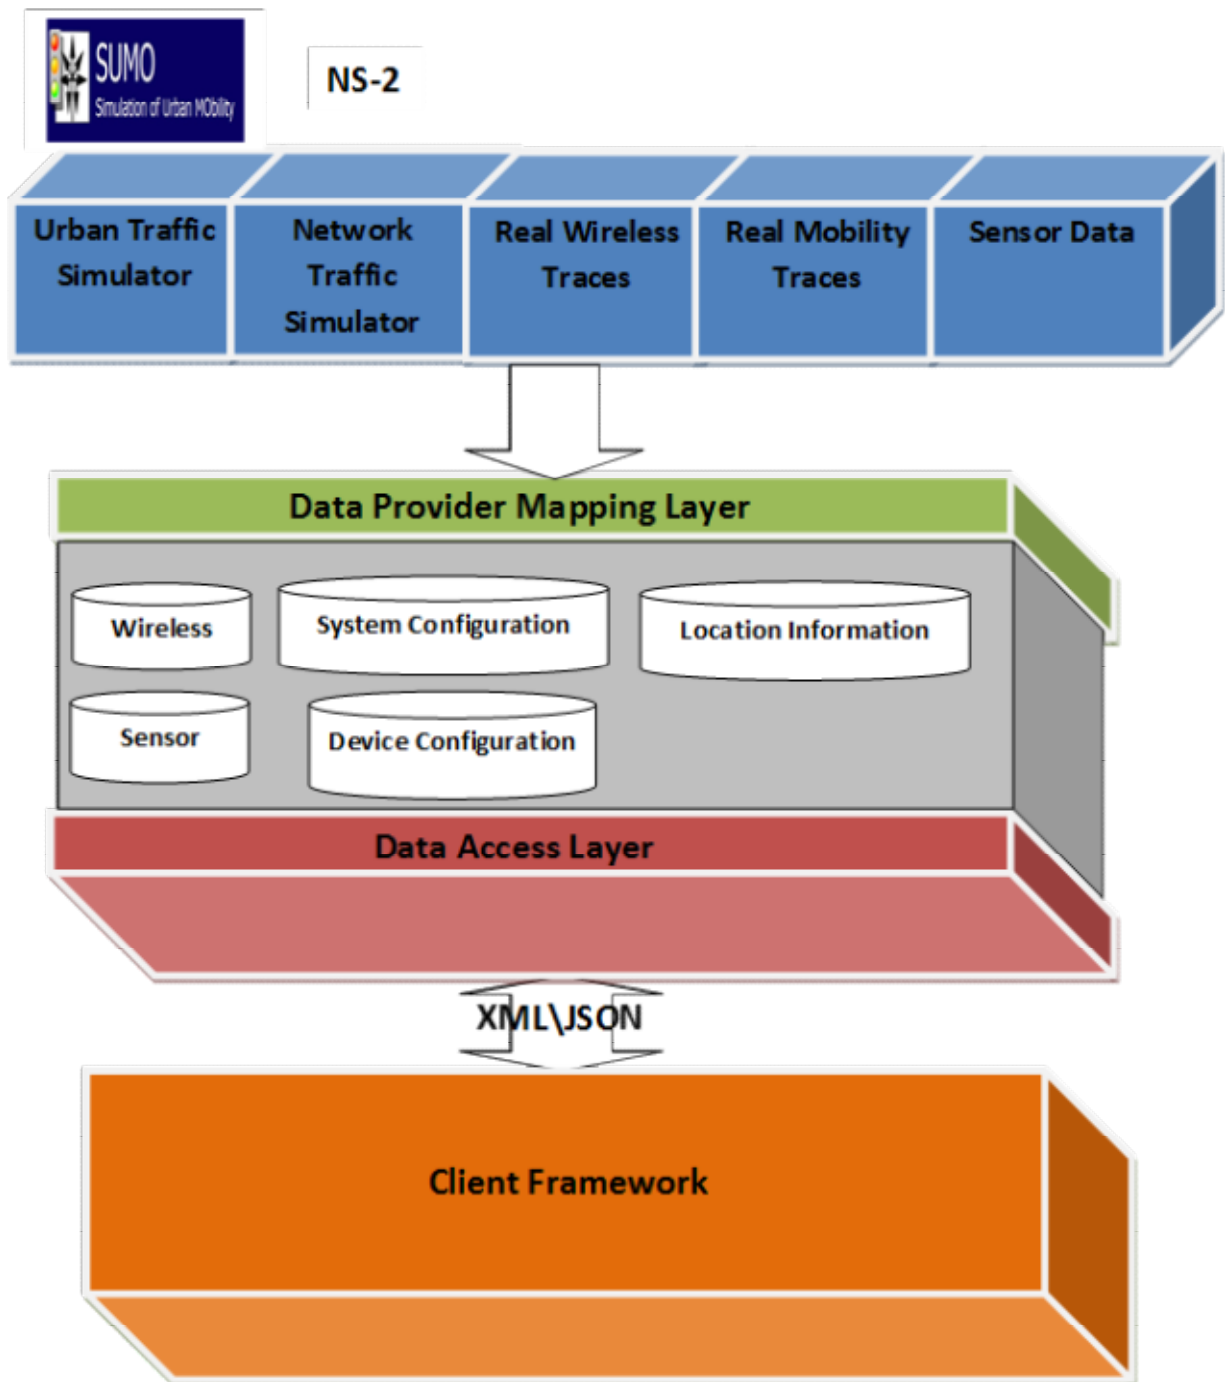 SUMO
Simulation of Urban MObility
NS-2
Urban Traffic
Simulator
Network
Traffic
Simulator
Real Wireless
Traces
Real Mobility
Traces
Sensor Data
Data Provider Mapping Layer
Wireless
System Configuration
Location Information
Sensor
Device Configuration
Data Access Layer
XML\JSON
Client Framework